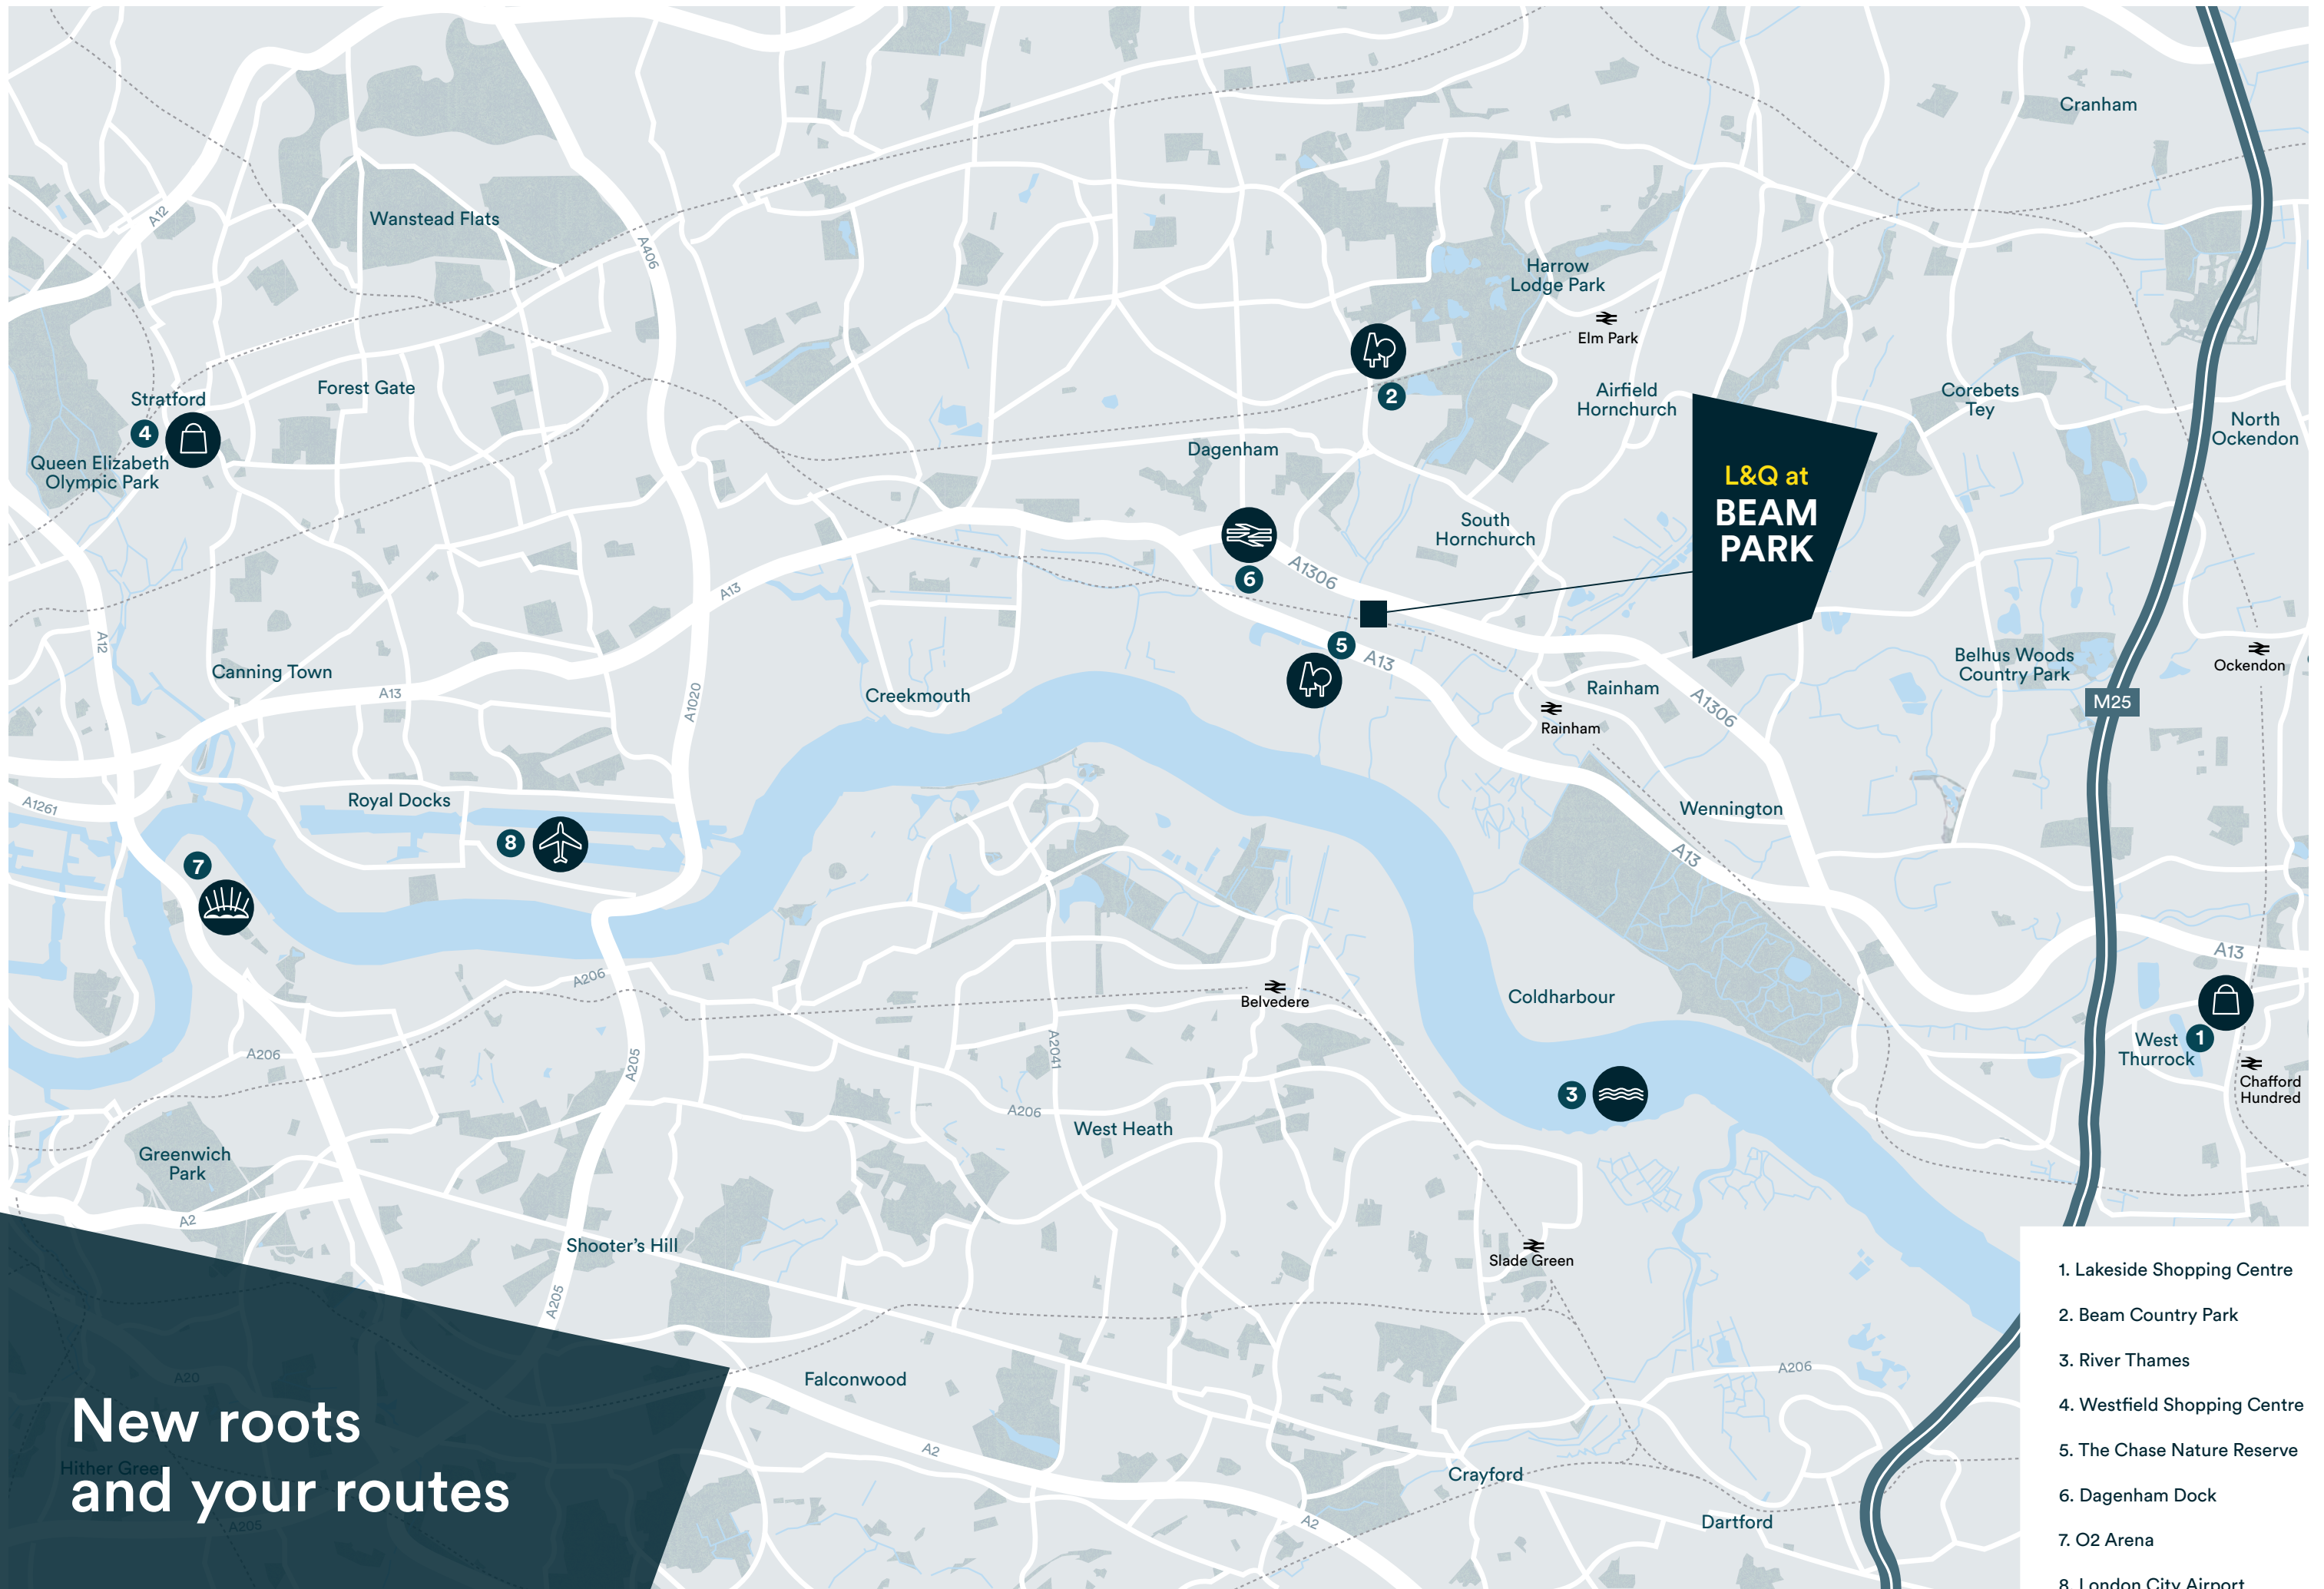 Cranham
A12
Wanstead Flats
A406
Harrow
Lodge Park
Elm Park
2
Airfield
Hornchurch
Corebets
Tey
North
Ockendon
Stratford
Forest Gate
4
Queen Elizabeth
Olympic Park
Dagenham
L&Q at
BEAM
PARK
South
Hornchurch
6
A1306
A13
A12
5
A13
Canning Town
A13
A1020
Creekmouth
Rainham
Rainham
A1306
Belhus Woods
Country Park
M25
Ockendon
Royal Docks
A1261
8
7
Wennington
A13
A13
A206
Belvedere
Coldharbour
West
Thurrock
1
Chafford
Hundred
A206
A205
A2041
A206
3
West Heath
Greenwich
Park
A2
Shooter's Hill
A205
Slade Green
Falconwood
A206
A2
Crayford
A2
Dartford
A20
New roots
Hither Green
and your routes
A205
1. Lakeside Shopping Centre
2. Beam Country Park
3. River Thames
4. Westfield Shopping Centre
5. The Chase Nature Reserve
6. Dagenham Dock
7. O2 Arena
8. London City Airport